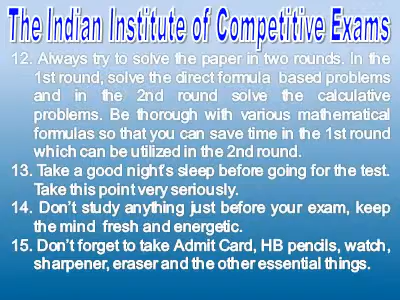 The Indian Institute of Competitive Exams
12. Always try to solve the paper in two rounds. In the
1st round, solve the direct formula based problems
and in the 2nd round solve the calculative
problems. Be thorough with various mathematical
formulas so that you can save time in the 1st round
which can be utilized in the 2nd round.
13. Take a good night's sleep before going for the test.
Take this point very seriously.
14. Don't study anything just before your exam, keep
the mind fresh and energetic.
15. Don't forget to take Admit Card, HB pencils, watch,
sharpener, eraser and the other essential things.